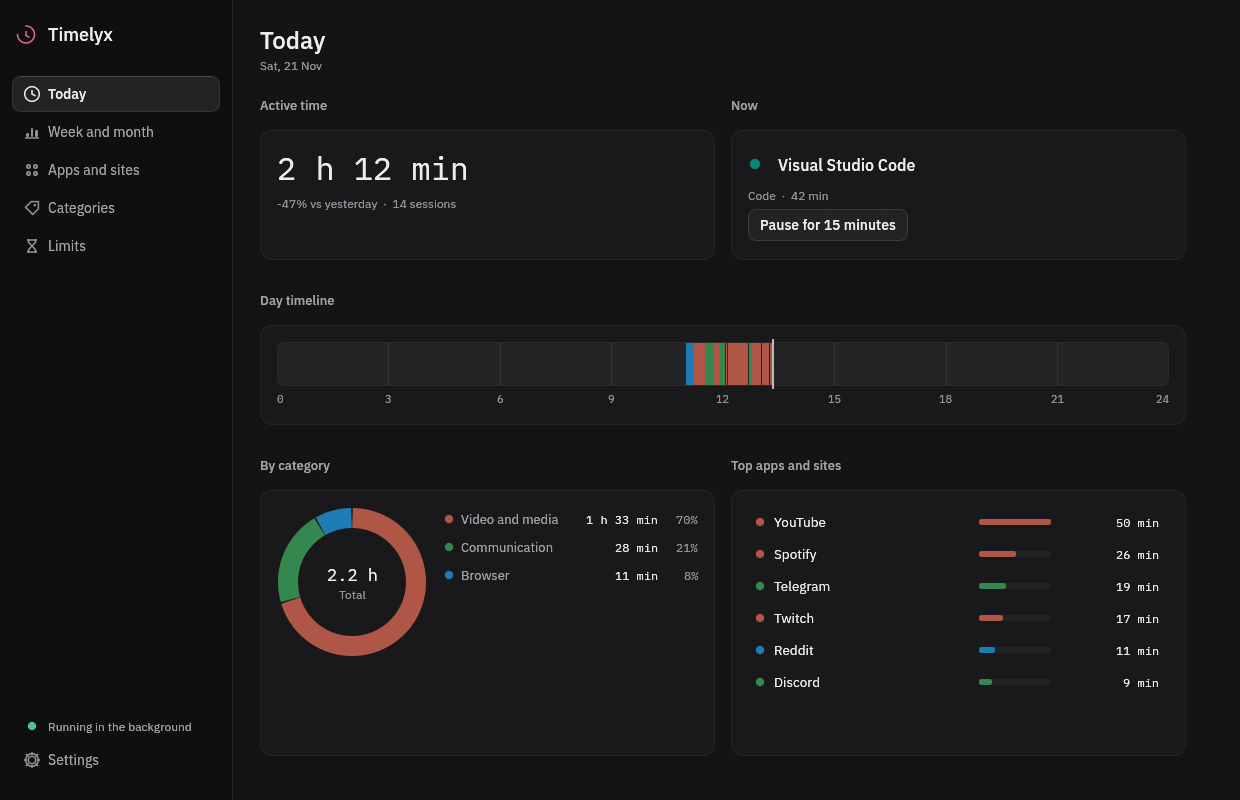 Timelyx
Today
Week and month
Apps and sites
Categories
Limits
Running in the background
Settings
Today
Sat, 21 Nov
Active time
2 h 12 min
-47% vs yesterday · 14 sessions
Now
Visual Studio Code
Code · 42 min
Pause for 15 minutes
Day timeline
0 3 6 9 12 15 18 21 24
By category
2.2 h
Total
Video and media 1 h 33 min 70%
Communication 28 min 21%
Browser 11 min 8%
Top apps and sites
YouTube 50 min
Spotify 26 min
Telegram 19 min
Twitch 17 min
Reddit 11 min
Discord 9 min